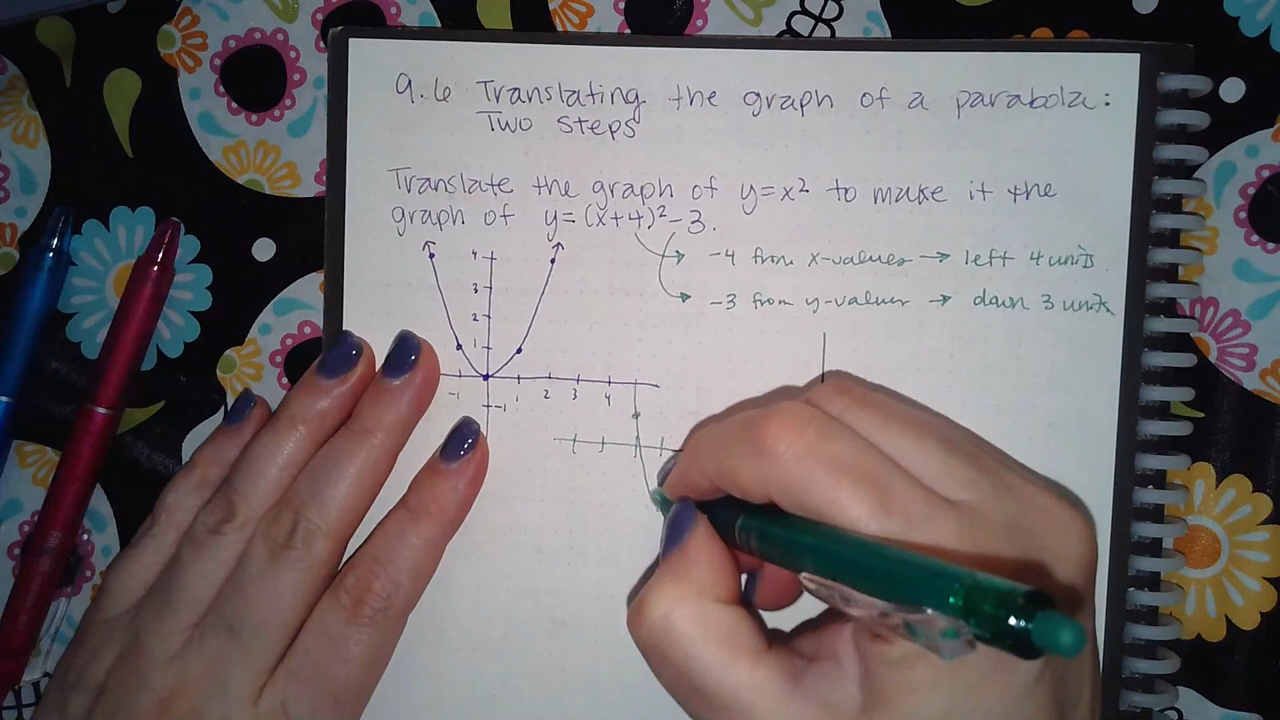 9.6 Translating the graph of a parabola:
Two steps
Translate the graph of y=x² to make it the
graph of y=(x+4)²-3.
-4 from x-values → left 4 units.
-3 from y-values → down 3 units
4
3
2
1
-1 1 2 3 4
-1